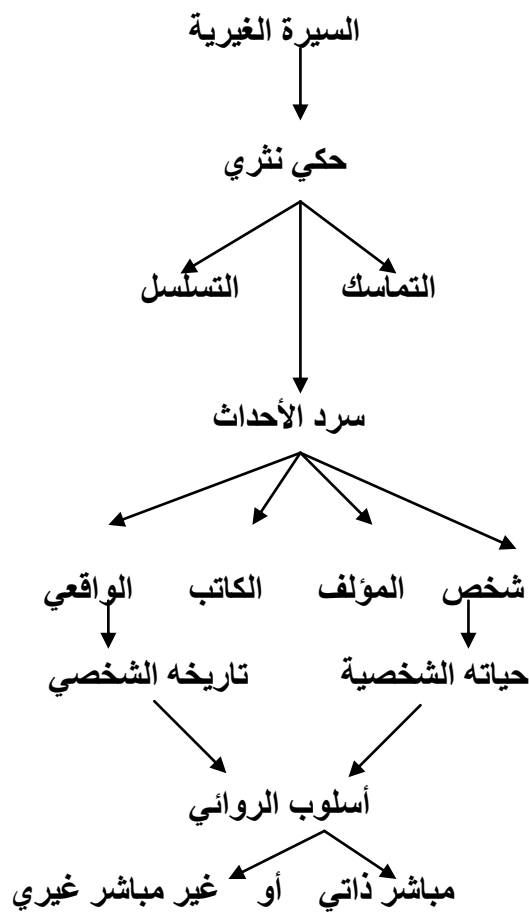 السيرة الغيرية
حكي نثري
التماسك التسلسل
سرد الأحداث
شخص المؤلف الكاتب الواقعي
حياته الشخصية تاريخه الشخصي
أسلوب الروائي
مباشر ذاتي أو غير مباشر غيري